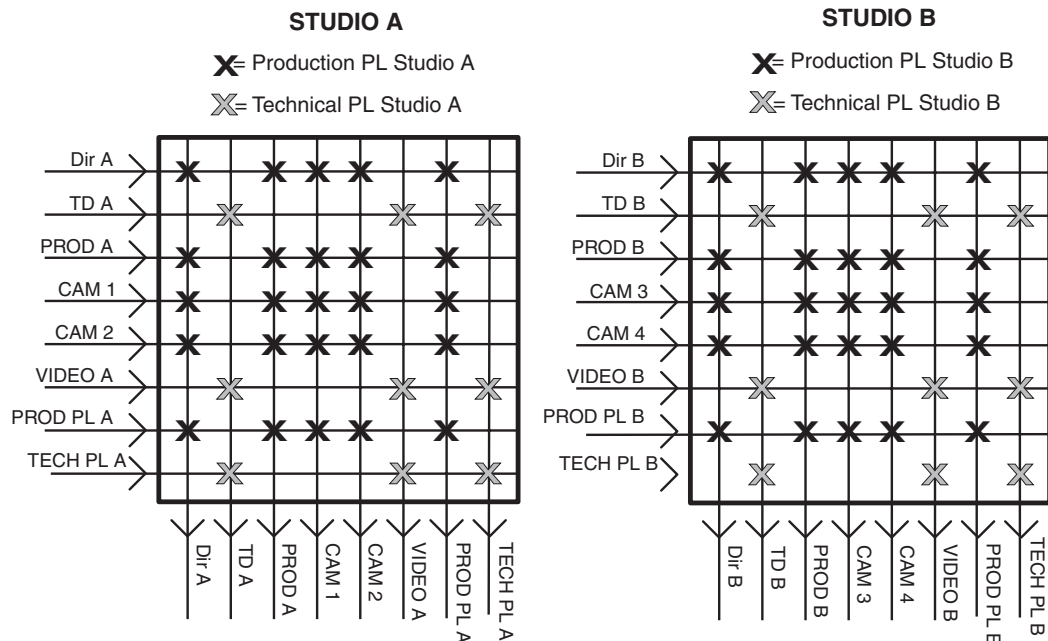 STUDIO A
X= Production PL Studio A
X= Technical PL Studio A
Dir A
TD A
PROD A
CAM 1
CAM 2
VIDEO A
PROD PL A
TECH PL A
Dir A
TD A
PROD A
CAM 1
CAM 2
VIDEO A
PROD PL A
TECH PL A
STUDIO B
X= Production PL Studio B
X= Technical PL Studio B
Dir B
TD B
PROD B
CAM 3
CAM 4
VIDEO B
PROD PL B
TECH PL B
Dir B
TD B
PROD B
CAM 3
CAM 4
VIDEO B
PROD PL B
TECH PL B